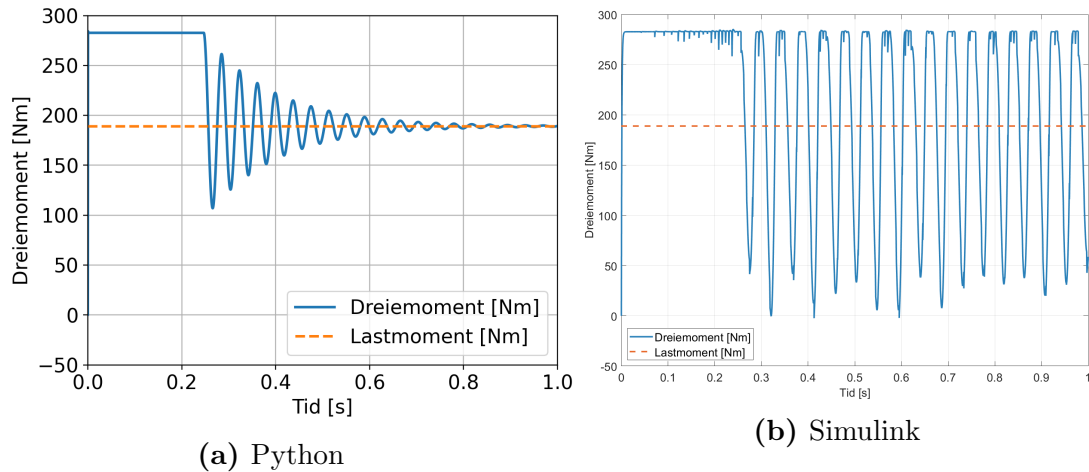 300
250
200
150
100
50
0
−50
Dreiemoment [Nm]
0.0 0.2 0.4 0.6 0.8 1.0
Tid [s]
Dreiemoment [Nm]
Lastmoment [Nm]
(a) Python
300
250
200
150
100
50
0
-50
Dreiemoment [Nm]
0 0.1 0.2 0.3 0.4 0.5 0.6 0.7 0.8 0.9 1
Tid [s]
Dreiemoment [Nm]
Lastmoment [Nm]
(b) Simulink